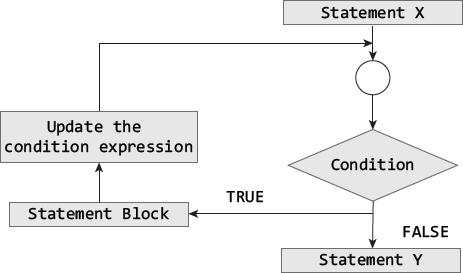 Statement X
Update the
condition expression
Condition
TRUE
Statement Block
FALSE
Statement Y